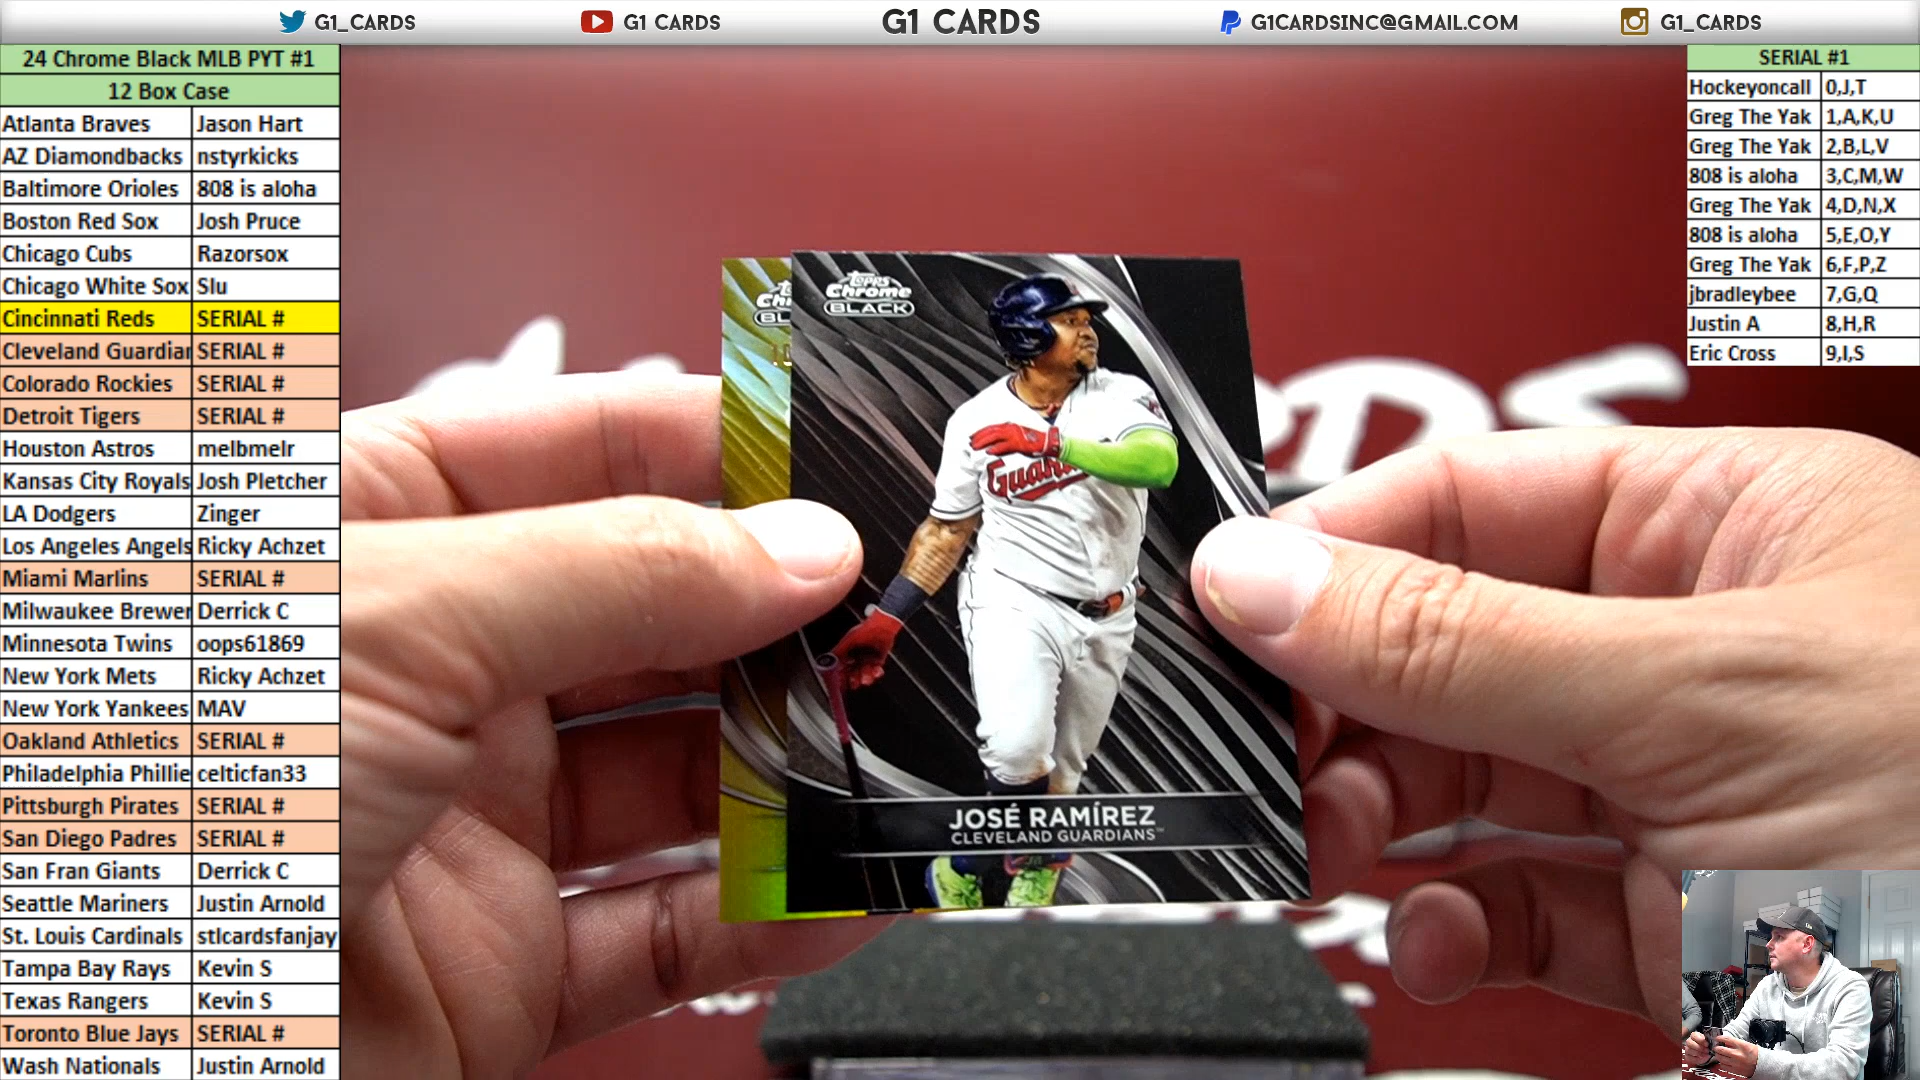 G1_CARDS G1 CARDS G1 CARDS G1CARDSINC@GMAIL.COM G1_CARDS
24 Chrome Black MLB PYT #1
12 Box Case
Atlanta Braves Jason Hart
AZ Diamondbacks nstyrkicks
Baltimore Orioles 808 is aloha
Boston Red Sox Josh Pruce
Chicago Cubs Razorsox
Chicago White Sox Slu
Cincinnati Reds SERIAL #
Cleveland Guardian SERIAL #
Colorado Rockies SERIAL #
Detroit Tigers SERIAL #
Houston Astros melbmelr
Kansas City Royals Josh Pletcher
LA Dodgers Zinger
Los Angeles Angels Ricky Achzet
Miami Marlins SERIAL #
Milwaukee Brewer Derrick C
Minnesota Twins oops61869
New York Mets Ricky Achzet
New York Yankees MAV
Oakland Athletics SERIAL #
Philadelphia Phillie celticfan33
Pittsburgh Pirates SERIAL #
San Diego Padres SERIAL #
San Fran Giants Derrick C
Seattle Mariners Justin Arnold
St. Louis Cardinals stlcardsfanjay
Tampa Bay Rays Kevin S
Texas Rangers Kevin S
Toronto Blue Jays SERIAL #
Wash Nationals Justin Arnold
SERIAL #1
Hockeyoncall 0,J,T
Greg The Yak 1,A,K,U
Greg The Yak 2,B,L,V
808 is aloha 3,C,M,W
Greg The Yak 4,D,N,X
808 is aloha 5,E,O,Y
Greg The Yak 6,F,P,Z
jbradleybee 7,G,Q
Justin A 8,H,R
Eric Cross 9,I,S
Topps
Chrome
BLACK
Guar
JOSÉ RAMÍREZ
CLEVELAND GUARDIANS™